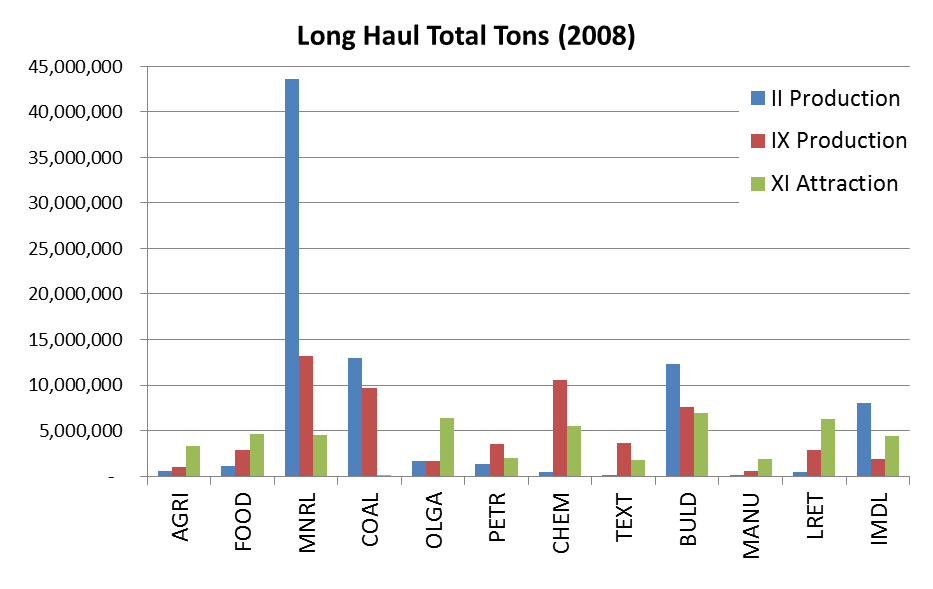 Long Haul Total Tons (2008)
45,000,000
40,000,000
35,000,000
30,000,000
25,000,000
20,000,000
15,000,000
10,000,000
5,000,000
-
II Production
IX Production
XI Attraction
AGRI
FOOD
MNRL
COAL
OLGA
PETR
CHEM
TEXT
BULD
MANU
LRET
IMDL